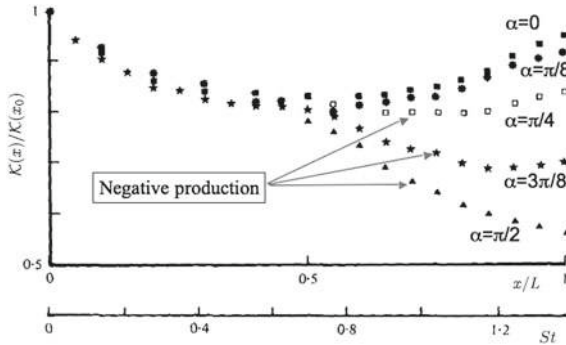 1
α=0
α=π/8
K(x)/K(x₀)
α=π/4
Negative production
α=3π/8
α=π/2
0·5
0 0·5 1
x/L
0 0·4 0·8 1·2
St